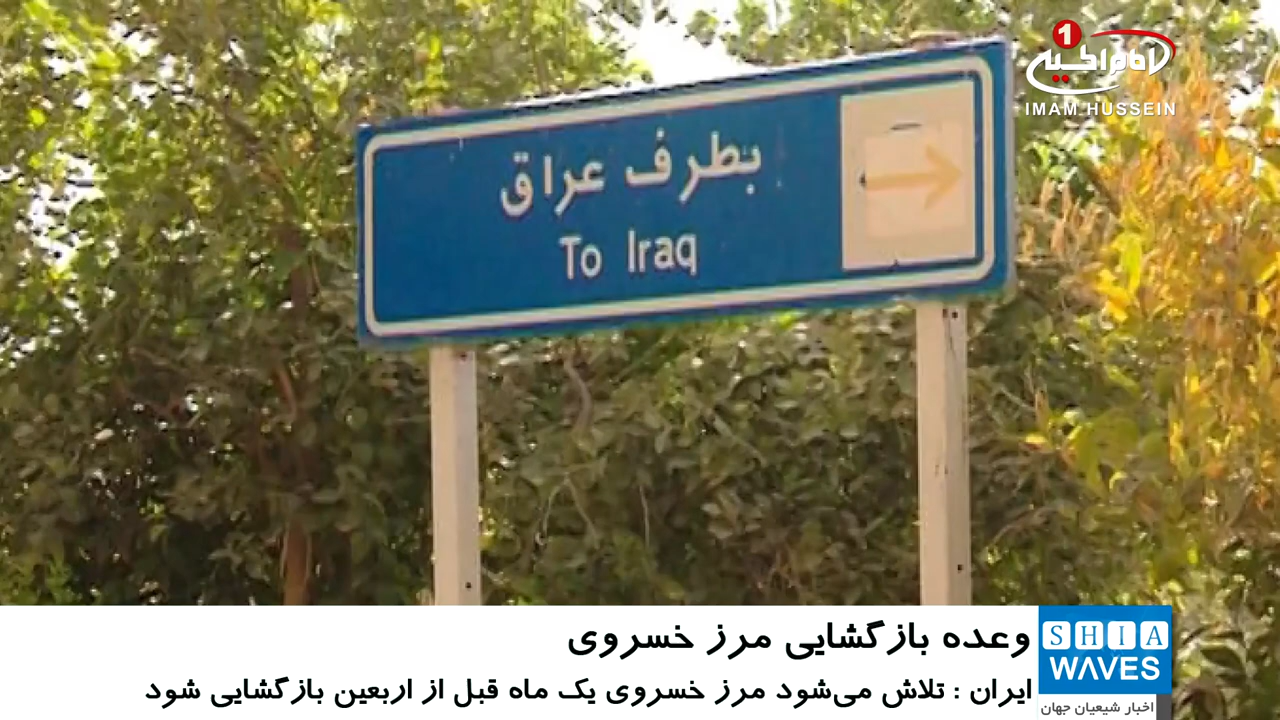 1
IMAM HUSSEIN
بطرف عراق
To Iraq
وعده بازگشایی مرز خسروی
ایران : تلاش می‌شود مرز خسروی یک ماه قبل از اربعین بازگشایی شود
SHIA
WAVES
اخبار شیعیان جهان